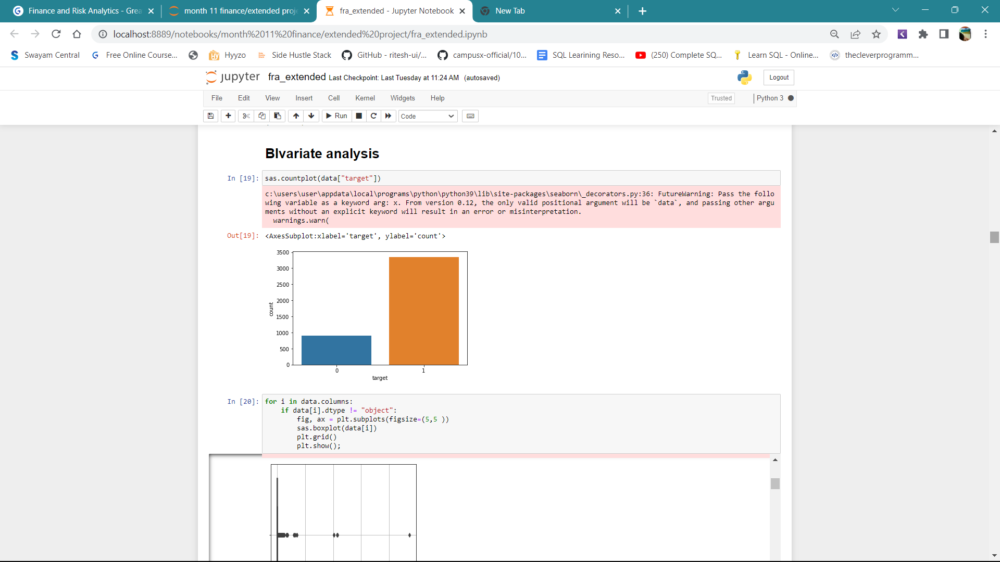 Finance and Risk Analytics - Grea
month 11 finance/extended proje
fra_extended - Jupyter Notebook
New Tab
localhost:8889/notebooks/month%2011%20finance/extended%20project/fra_extended.ipynb
Swayam Central
Free Online Course...
Hyyzo
Side Hustle Stack
GitHub - ritesh-ui/...
campusx-official/10...
SQL Learining Reso...
(250) Complete SQ...
Learn SQL - Online...
thecleverprogramm...
jupyter fra_extended Last Checkpoint: Last Tuesday at 11:24 AM (autosaved)
Logout
File Edit View Insert Cell Kernel Widgets Help
Trusted
Python 3
Run
Code
BIvariate analysis
In [19]: sas.countplot(data["target"])
c:\users\user\appdata\local\programs\python\python39\lib\site-packages\seaborn\_decorators.py:36: FutureWarning: Pass the follo
wing variable as a keyword arg: x. From version 0.12, the only valid positional argument will be `data`, and passing other argu
ments without an explicit keyword will result in an error or misinterpretation.
warnings.warn(
Out[19]: <AxesSubplot:xlabel='target', ylabel='count'>
3500
3000
2500
2000
1500
1000
500
0
count
0 1
target
In [20]: for i in data.columns:
if data[i].dtype != "object":
fig, ax = plt.subplots(figsize=(5,5 ))
sas.boxplot(data[i])
plt.grid()
plt.show();